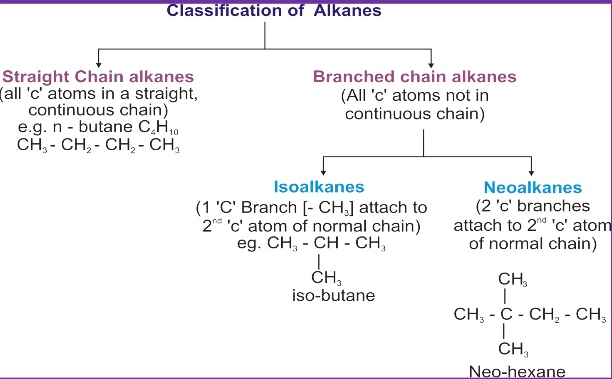 Classification of Alkanes
Straight Chain alkanes
(all 'c' atoms in a straight,
continuous chain)
e.g. n - butane C₄H₁₀
CH₃ - CH₂ - CH₂ - CH₃
Branched chain alkanes
(All 'c' atoms not in
continuous chain)
Isoalkanes
(1 'C' Branch [- CH₃] attach to
2ⁿᵈ 'c' atom of normal chain)
eg. CH₃ - CH - CH₃
|
CH₃
iso-butane
Neoalkanes
(2 'c' branches
attach to 2ⁿᵈ 'c' atom
of normal chain)
CH₃
|
CH₃ - C - CH₂ - CH₃
|
CH₃
Neo-hexane